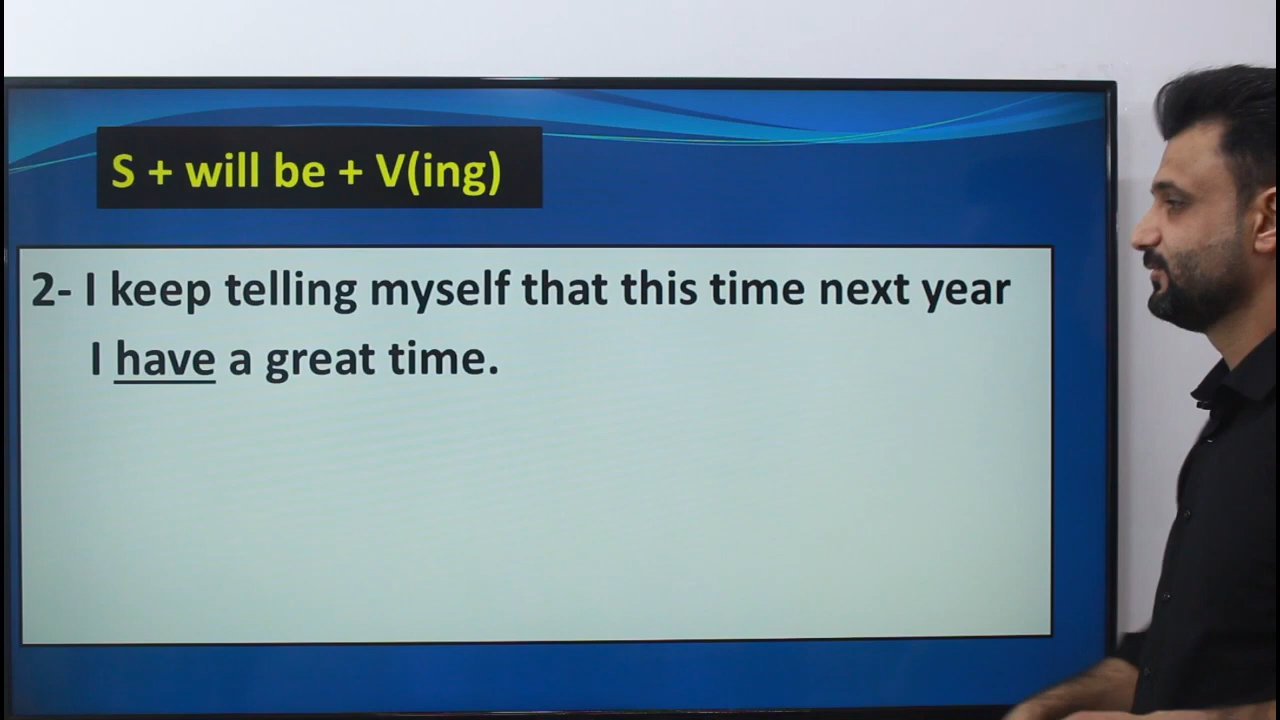 S + will be + V(ing)
2- I keep telling myself that this time next year
I have a great time.